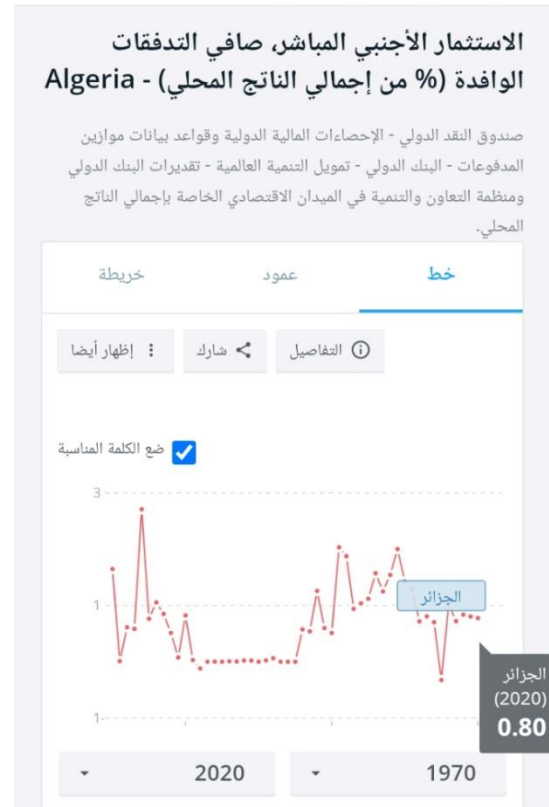 الاستثمار الأجنبي المباشر، صافي التدفقات
الوافدة (% من إجمالي الناتج المحلي) - Algeria
صندوق النقد الدولي - الإحصاءات المالية الدولية وقواعد بيانات موازين
المدفوعات - البنك الدولي - تمويل التنمية العالمية - تقديرات البنك الدولي
ومنظمة التعاون والتنمية في الميدان الاقتصادي الخاصة بإجمالي الناتج
المحلي.
خط
عمود
خريطة
التفاصيل
شارك
إظهار أيضا
ضع الكلمة المناسبة
3
1
الجزائر
الجزائر
(2020)
0.80
1-
1970
2020